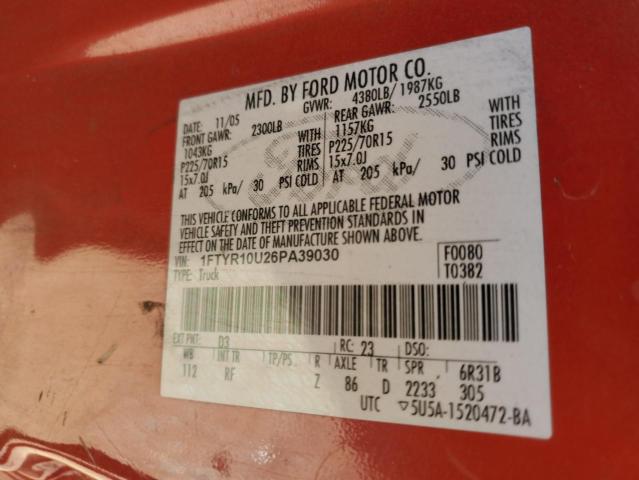 MFD. BY FORD MOTOR CO.
DATE: 11/05 GVWR: 4380LB/ 1987KG
FRONT GAWR: 2300LB REAR GAWR: 2550LB
1043KG WITH 1157KG WITH
P225/70R15 TIRES P225/70R15 TIRES
15x7.0J RIMS 15x7.0J RIMS
AT 205 kPa/ 30 PSI COLD AT 205 kPa/ 30 PSI COLD
THIS VEHICLE CONFORMS TO ALL APPLICABLE FEDERAL MOTOR
VEHICLE SAFETY AND THEFT PREVENTION STANDARDS IN
EFFECT ON THE DATE OF MANUFACTURE SHOWN ABOVE.
VIN: 1FTYR10U26PA39030 F0080
TYPE: Truck T0382
EXT PNT: D3 RC: 23 DSO:
WB INT TR TP/PS R AXLE TR SPR 6R31B
112 RF Z 86 D 2233 305
UTC ▽5U5A-1520472-BA